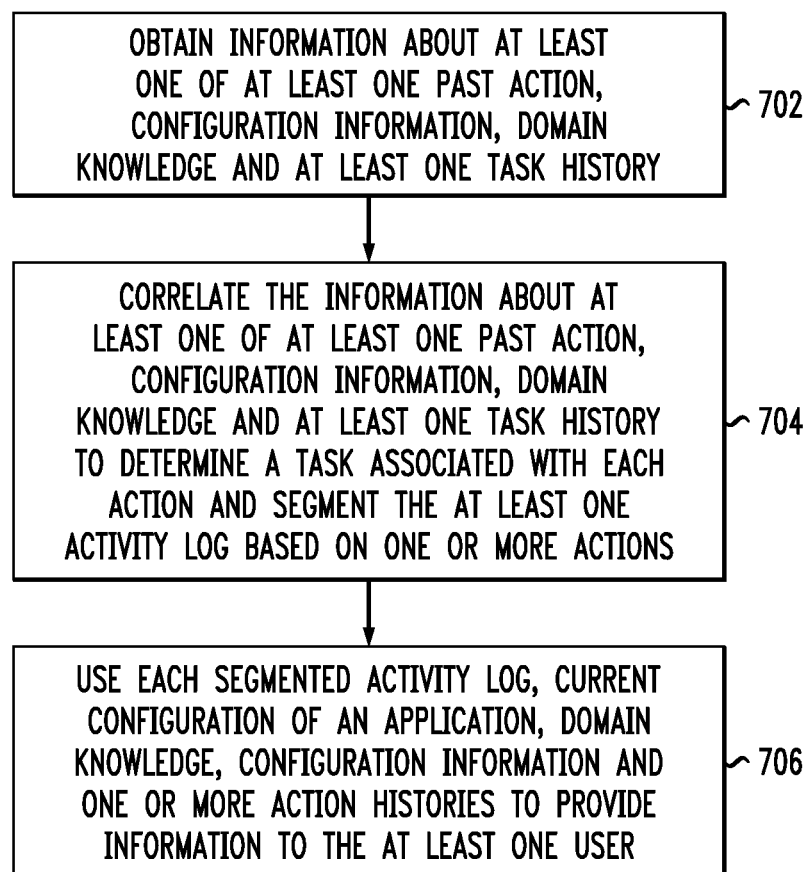 OBTAIN INFORMATION ABOUT AT LEAST
ONE OF AT LEAST ONE PAST ACTION,
CONFIGURATION INFORMATION, DOMAIN
KNOWLEDGE AND AT LEAST ONE TASK HISTORY
702
CORRELATE THE INFORMATION ABOUT AT
LEAST ONE OF AT LEAST ONE PAST ACTION,
CONFIGURATION INFORMATION, DOMAIN
KNOWLEDGE AND AT LEAST ONE TASK HISTORY
TO DETERMINE A TASK ASSOCIATED WITH EACH
ACTION AND SEGMENT THE AT LEAST ONE
ACTIVITY LOG BASED ON ONE OR MORE ACTIONS
704
USE EACH SEGMENTED ACTIVITY LOG, CURRENT
CONFIGURATION OF AN APPLICATION, DOMAIN
KNOWLEDGE, CONFIGURATION INFORMATION AND
ONE OR MORE ACTION HISTORIES TO PROVIDE
INFORMATION TO THE AT LEAST ONE USER
706